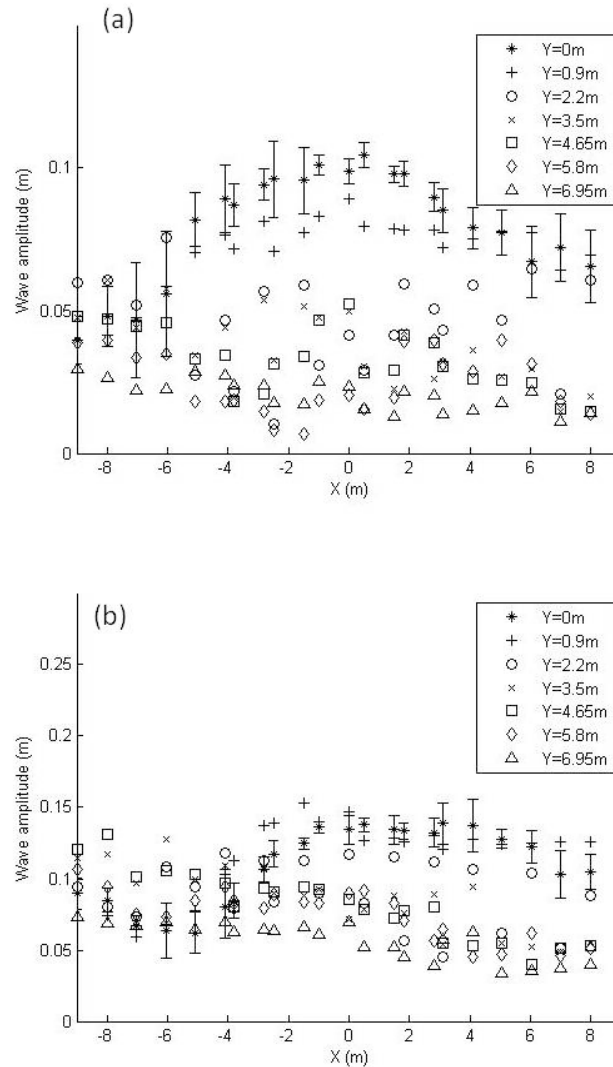 (a)
Y=0m
Y=0.9m
Y=2.2m
Y=3.5m
Y=4.65m
Y=5.8m
Y=6.95m
0.1
0.05
0
Wave amplitude (m)
-8 -6 -4 -2 0 2 4 6 8
X (m)
(b)
Y=0m
Y=0.9m
Y=2.2m
Y=3.5m
Y=4.65m
Y=5.8m
Y=6.95m
0.25
0.2
0.15
0.1
0.05
0
Wave amplitude (m)
-8 -6 -4 -2 0 2 4 6 8
X (m)